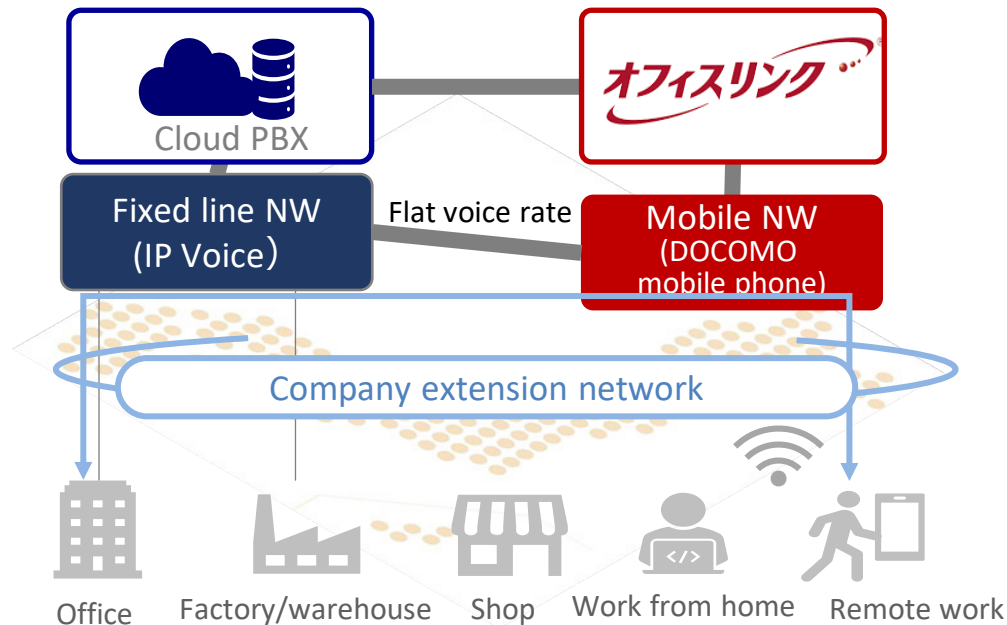 Cloud PBX
オフィスリンク
®
Fixed line NW
(IP Voice）
Flat voice rate
Mobile NW
(DOCOMO
mobile phone)
Company extension network
</>
Office
Factory/warehouse
Shop
Work from home
Remote work